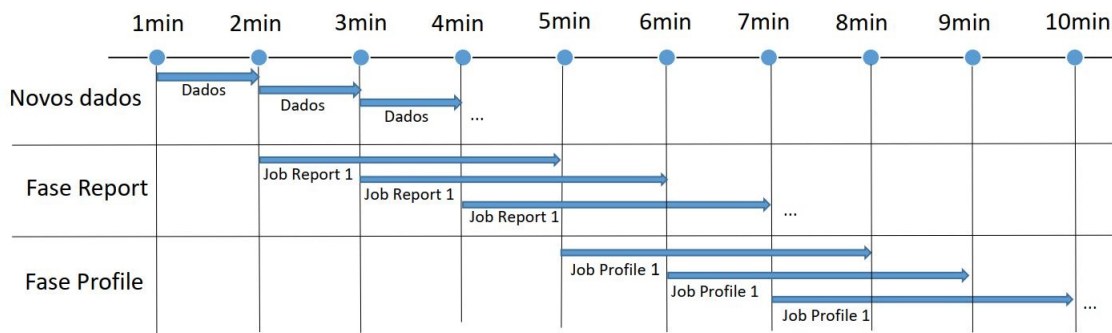 1min 2min 3min 4min 5min 6min 7min 8min 9min 10min
Novos dados
Dados
Dados
Dados
...
Fase Report
Job Report 1
Job Report 1
Job Report 1
...
Fase Profile
Job Profile 1
Job Profile 1
Job Profile 1
...